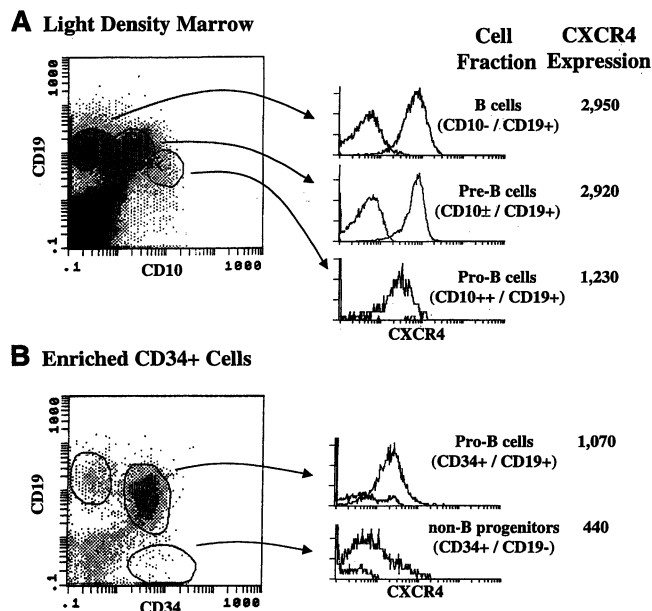 A Light Density Marrow
Cell Fraction
CXCR4 Expression
1000
CD19
.1
.1 CD10 1000
B cells (CD10- / CD19+)
2,950
Pre-B cells (CD10± / CD19+)
2,920
Pro-B cells (CD10++ / CD19+)
1,230
CXCR4
B Enriched CD34+ Cells
1000
CD19
.1
.1 CD34 1000
Pro-B cells (CD34+ / CD19+)
1,070
non-B progenitors (CD34+ / CD19-)
440
CXCR4